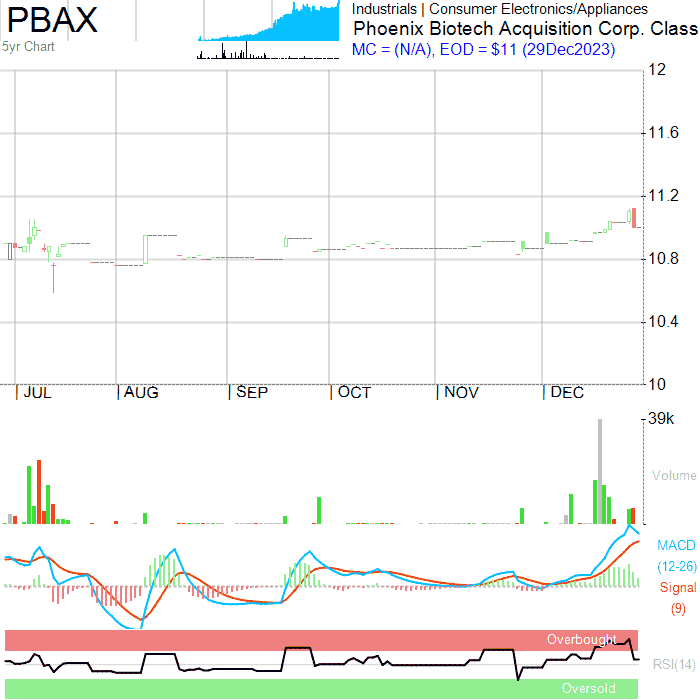 PBAX
5yr Chart
Industrials | Consumer Electronics/Appliances
Phoenix Biotech Acquisition Corp. Class
MC = (N/A), EOD = $11 (29Dec2023)
12
11.6
11.2
10.8
10.4
10
JUL
AUG
SEP
OCT
NOV
DEC
39k
Volume
MACD
(12-26)
Signal
(9)
Overbought
RSI(14)
Oversold